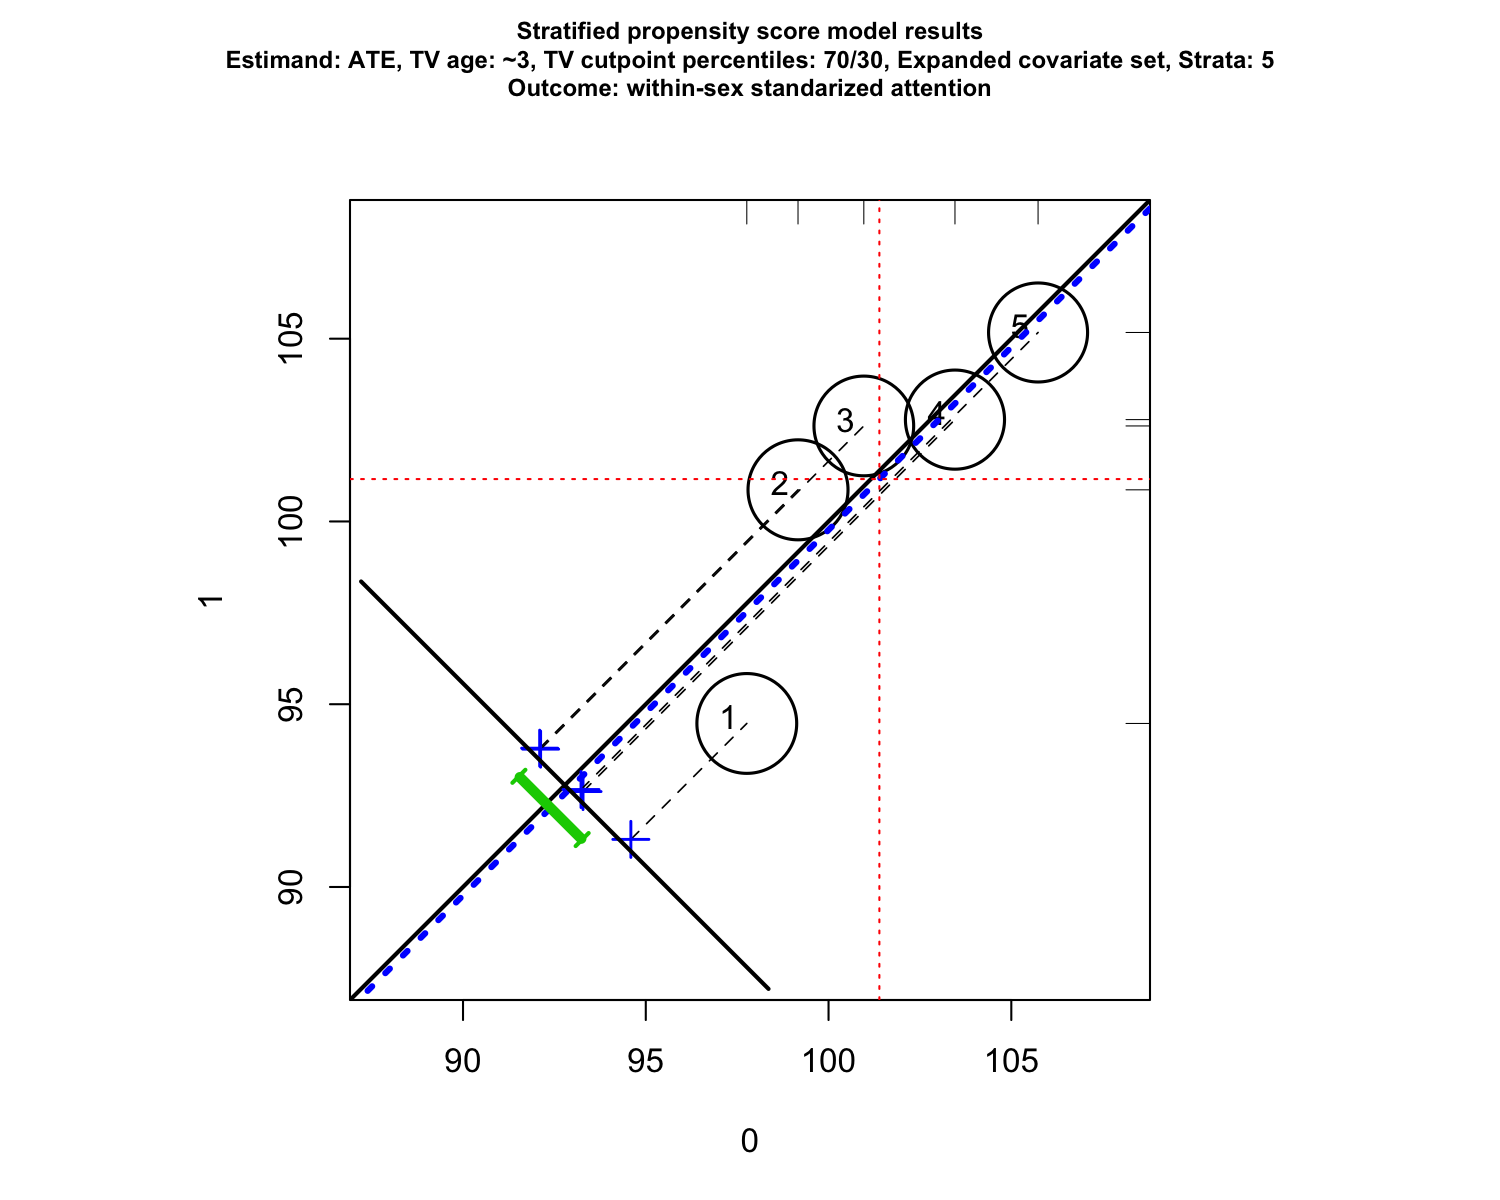 Stratified propensity score model results
Estimand: ATE, TV age: ~3, TV cutpoint percentiles: 70/30, Expanded covariate set, Strata: 5
Outcome: within-sex standarized attention
5
105
3
4
2
100
1
1
95
90
90 95 100 105
0